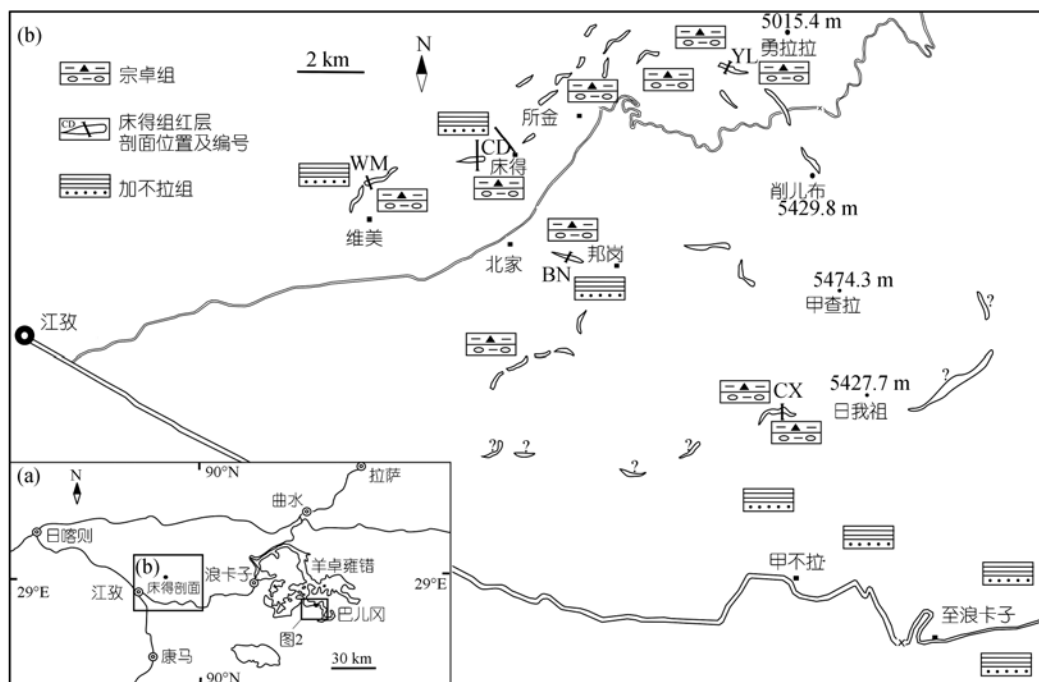 (b)
宗卓组
CD
床得组红层
剖面位置及编号
加不拉组
2 km
N
5015.4 m
勇拉拉
YL
所金
CD
床得
WM
维美
削儿布
5429.8 m
北家
邦岗
BN
5474.3 m
甲查拉
?
江孜
5427.7 m
?
日我祖
CX
?
?
?
?
甲不拉
至浪卡子
(a)
N
90°N
拉萨
曲水
日喀则
(b)
床得剖面
浪卡子
羊卓雍错
29°E
29°E
江孜
巴儿冈
图2
康马
30 km
90°N